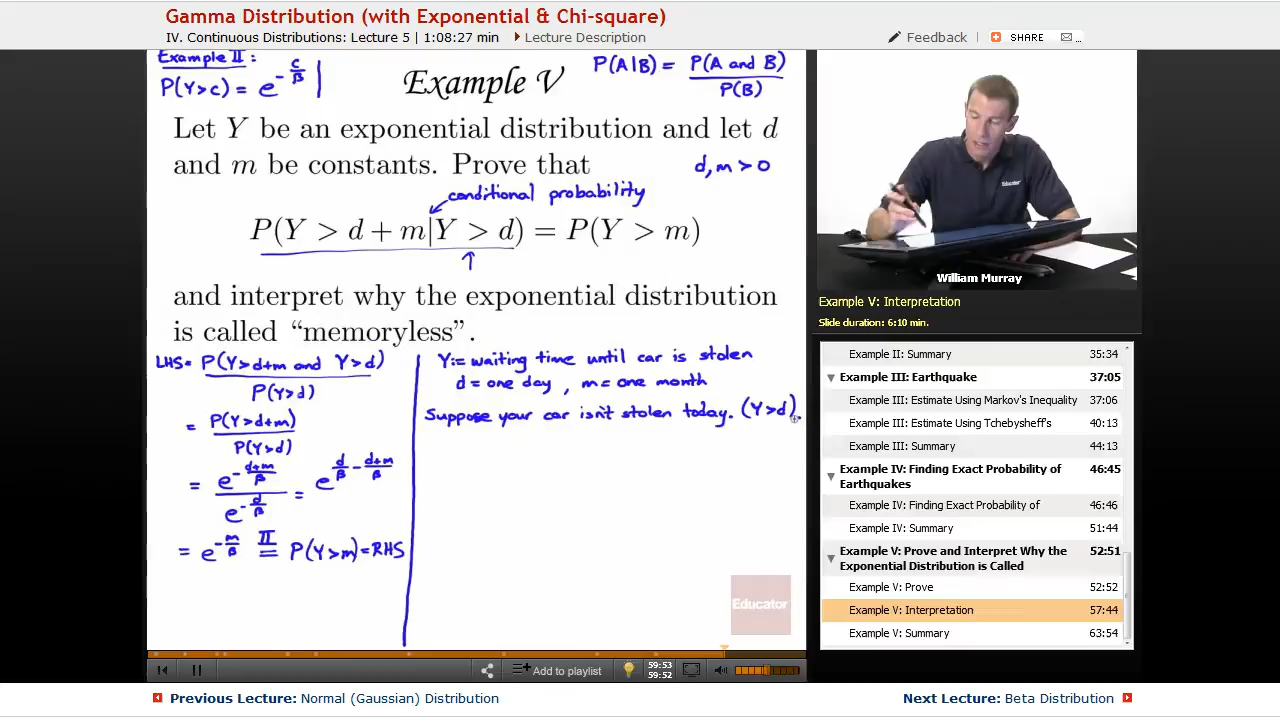 Gamma Distribution (with Exponential & Chi-square)
IV. Continuous Distributions: Lecture 5 | 1:08:27 min Lecture Description
Feedback
SHARE
Example II:
P(Y>c) = e^{-c/β}
Example V
P(A|B) = P(A and B) / P(B)
Let Y be an exponential distribution and let d
and m be constants. Prove that
d, m > 0
conditional probability
P(Y > d + m|Y > d) = P(Y > m)
and interpret why the exponential distribution
is called “memoryless”.
LHS = P(Y>d+m and Y>d) / P(Y>d)
= P(Y>d+m) / P(Y>d)
= e^{-(d+m)/β} / e^{-d/β} = e^{d/β - (d+m)/β}
= e^{-m/β} II= P(Y>m) = RHS
Y:= waiting time until car is stolen
d = one day , m = one month
Suppose your car isn't stolen today. (Y>d).
Educator
Educator
William Murray
Example V: Interpretation
Slide duration: 6:10 min.
Example II: Summary 35:34
Example III: Earthquake 37:05
Example III: Estimate Using Markov's Inequality 37:06
Example III: Estimate Using Tchebysheff's 40:13
Example III: Summary 44:13
Example IV: Finding Exact Probability of Earthquakes 46:45
Example IV: Finding Exact Probability of 46:46
Example IV: Summary 51:44
Example V: Prove and Interpret Why the Exponential Distribution is Called 52:51
Example V: Prove 52:52
Example V: Interpretation 57:44
Example V: Summary 63:54
Add to playlist
59:53
59:52
Previous Lecture: Normal (Gaussian) Distribution
Next Lecture: Beta Distribution